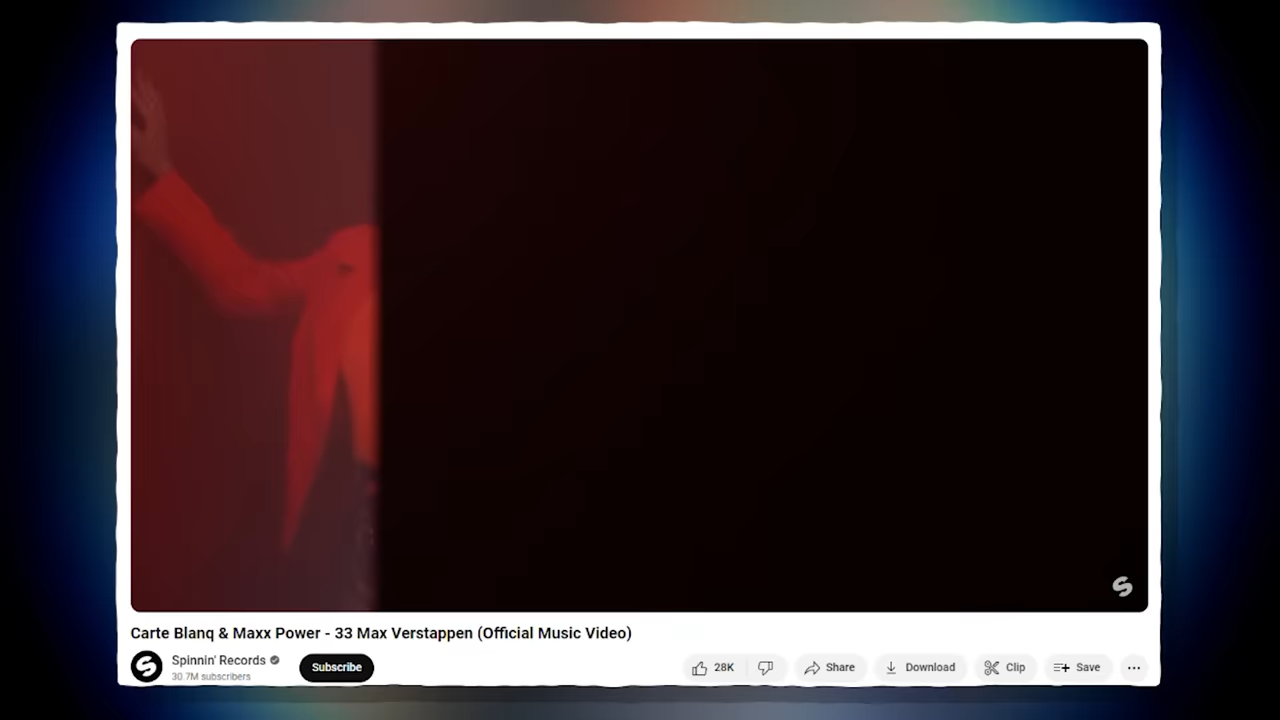 Carte Blanq & Maxx Power - 33 Max Verstappen (Official Music Video)
Spinnin' Records
30.7M subscribers
Subscribe
28K
Share
Download
Clip
Save